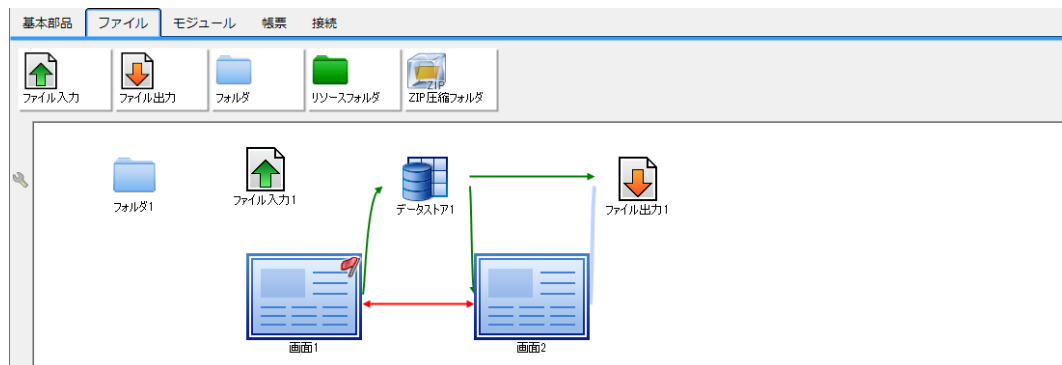 基本部品 ファイル モジュール 帳票 接続
ファイル入力 ファイル出力 フォルダ リソースフォルダ ZIP圧縮フォルダ
ZIP
フォルダ1 ファイル入力1 データストア1 ファイル出力1
画面1 画面2